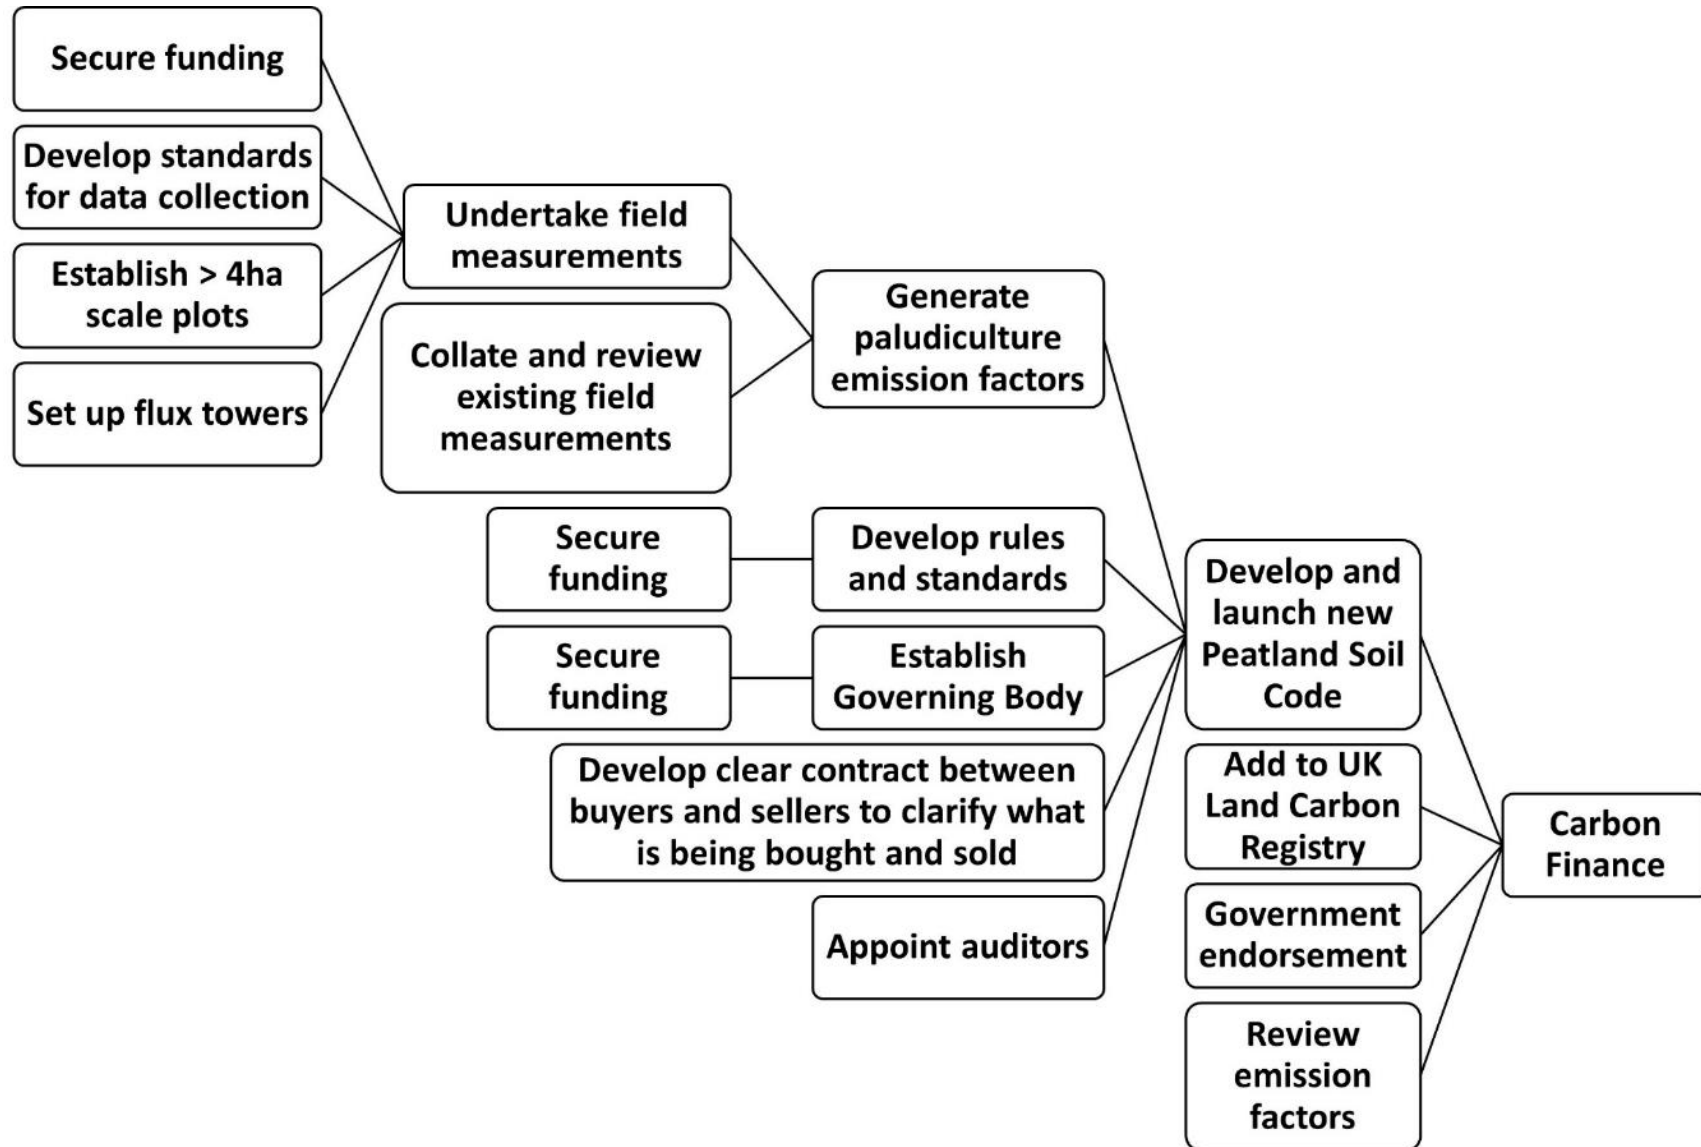 Secure funding
Develop standards
for data collection
Establish > 4ha
scale plots
Set up flux towers
Undertake field
measurements
Collate and review
existing field
measurements
Generate
paludiculture
emission factors
Secure
funding
Develop rules
and standards
Secure
funding
Establish
Governing Body
Develop clear contract between
buyers and sellers to clarify what
is being bought and sold
Appoint auditors
Develop and
launch new
Peatland Soil
Code
Add to UK
Land Carbon
Registry
Government
endorsement
Review
emission
factors
Carbon
Finance